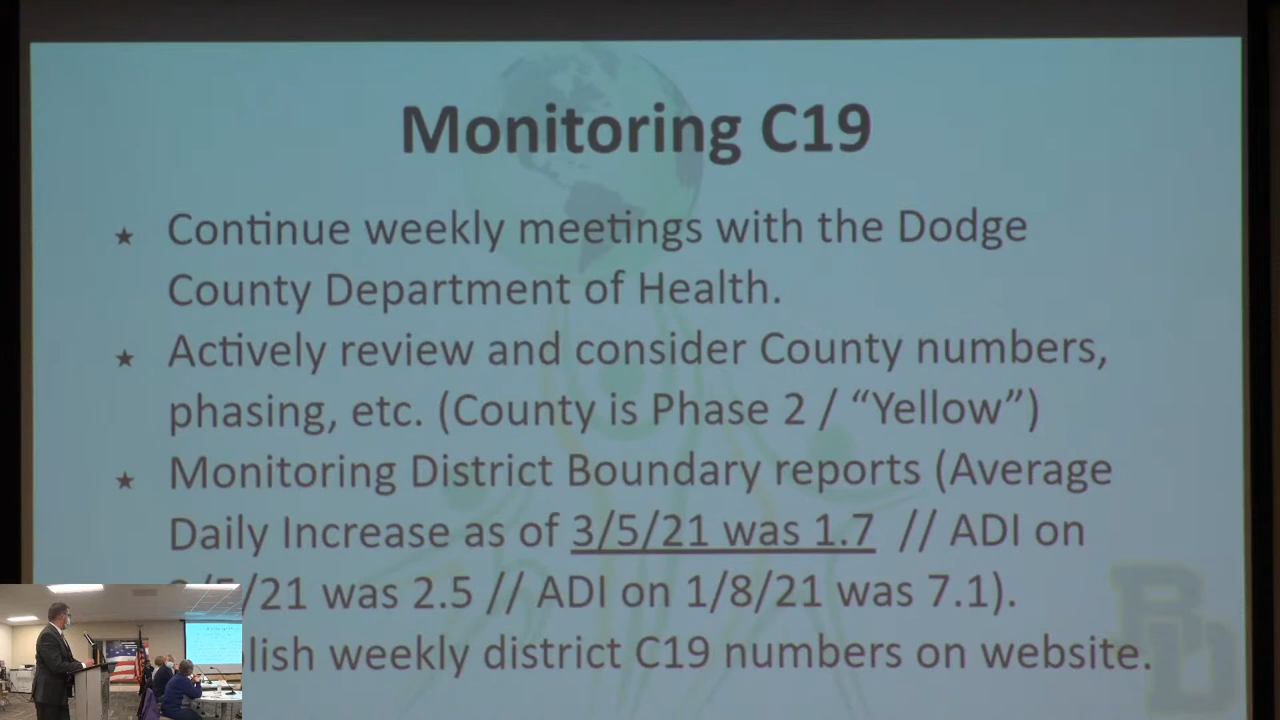 Monitoring C19
★ Continue weekly meetings with the Dodge
County Department of Health.
★ Actively review and consider County numbers,
phasing, etc. (County is Phase 2 / “Yellow”)
★ Monitoring District Boundary reports (Average
Daily Increase as of 3/5/21 was 1.7 // ADI on
/21 was 2.5 // ADI on 1/8/21 was 7.1).
lish weekly district C19 numbers on website.
BD